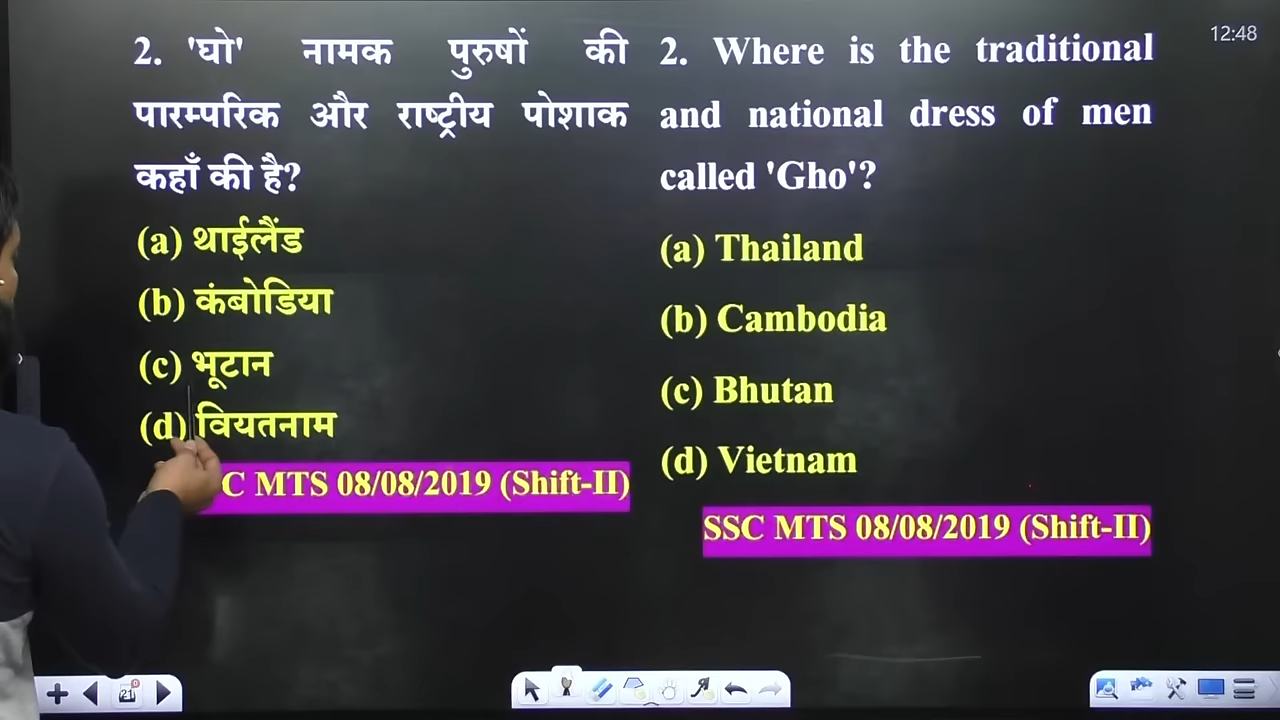 12:48
2. 'घो' नामक पुरुषों की
पारम्परिक और राष्ट्रीय पोशाक
कहाँ की है?
(a) थाईलैंड
(b) कंबोडिया
(c) भूटान
(d) वियतनाम
C MTS 08/08/2019 (Shift-II)
2. Where is the traditional
and national dress of men
called 'Gho'?
(a) Thailand
(b) Cambodia
(c) Bhutan
(d) Vietnam
SSC MTS 08/08/2019 (Shift-II)
21